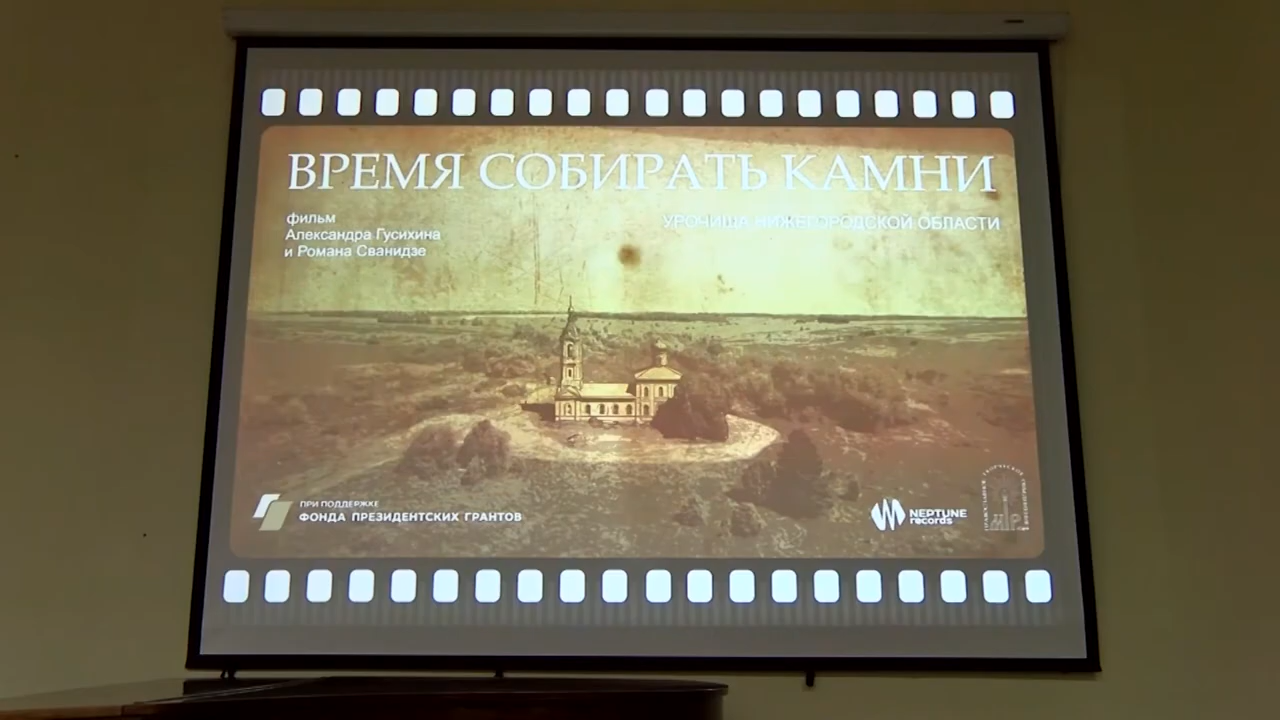 ВРЕМЯ СОБИРАТЬ КАМНИ
фильм
Александра Гусихина
и Романа Сванидзе
УРОЧИЩА НИЖЕГОРОДСКОЙ ОБЛАСТИ
ПРИ ПОДДЕРЖКЕ
ФОНДА ПРЕЗИДЕНТСКИХ ГРАНТОВ
NEPTUNE
records